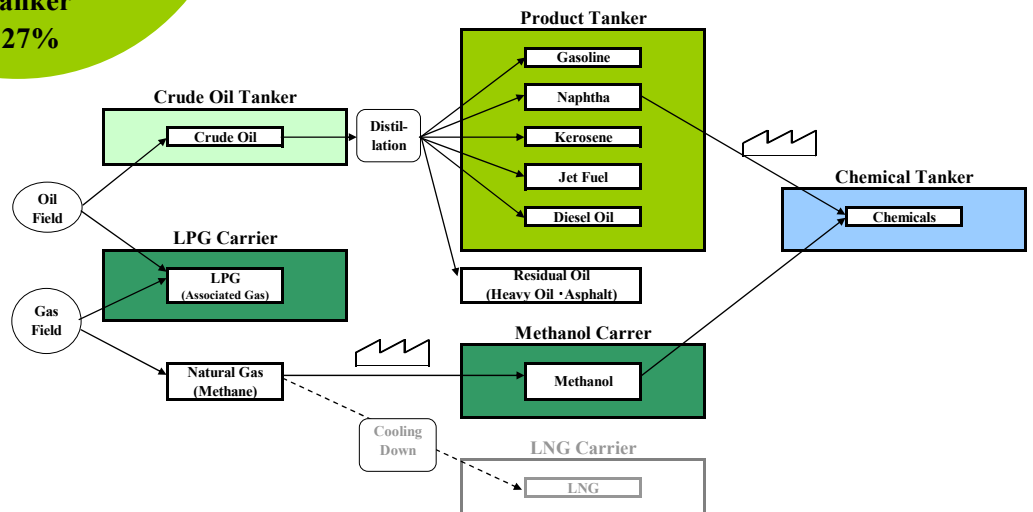 anker
27%
Product Tanker
Gasoline
Naphtha
Kerosene
Jet Fuel
Diesel Oil
Crude Oil Tanker
Crude Oil
Distil-
lation
Oil
Field
LPG Carrier
LPG
(Associated Gas)
Residual Oil
(Heavy Oil・Asphalt)
Chemical Tanker
Chemicals
Gas
Field
Natural Gas
(Methane)
Methanol Carrer
Methanol
Cooling
Down
LNG Carrier
LNG